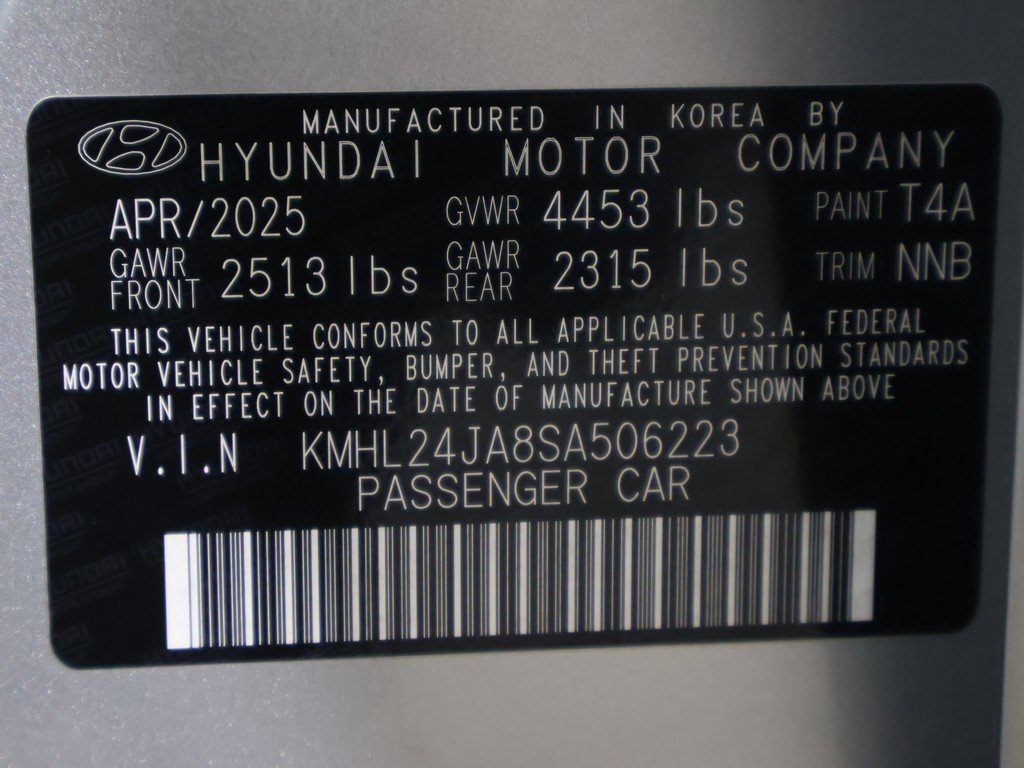 MANUFACTURED IN KOREA BY
HYUNDAI MOTOR COMPANY
APR/2025 GVWR 4453 lbs PAINT T4A
GAWR FRONT 2513 lbs GAWR REAR 2315 lbs TRIM NNB
THIS VEHICLE CONFORMS TO ALL APPLICABLE U.S.A. FEDERAL
MOTOR VEHICLE SAFETY, BUMPER, AND THEFT PREVENTION STANDARDS
IN EFFECT ON THE DATE OF MANUFACTURE SHOWN ABOVE
V.I.N KMHL24JA8SA506223
PASSENGER CAR